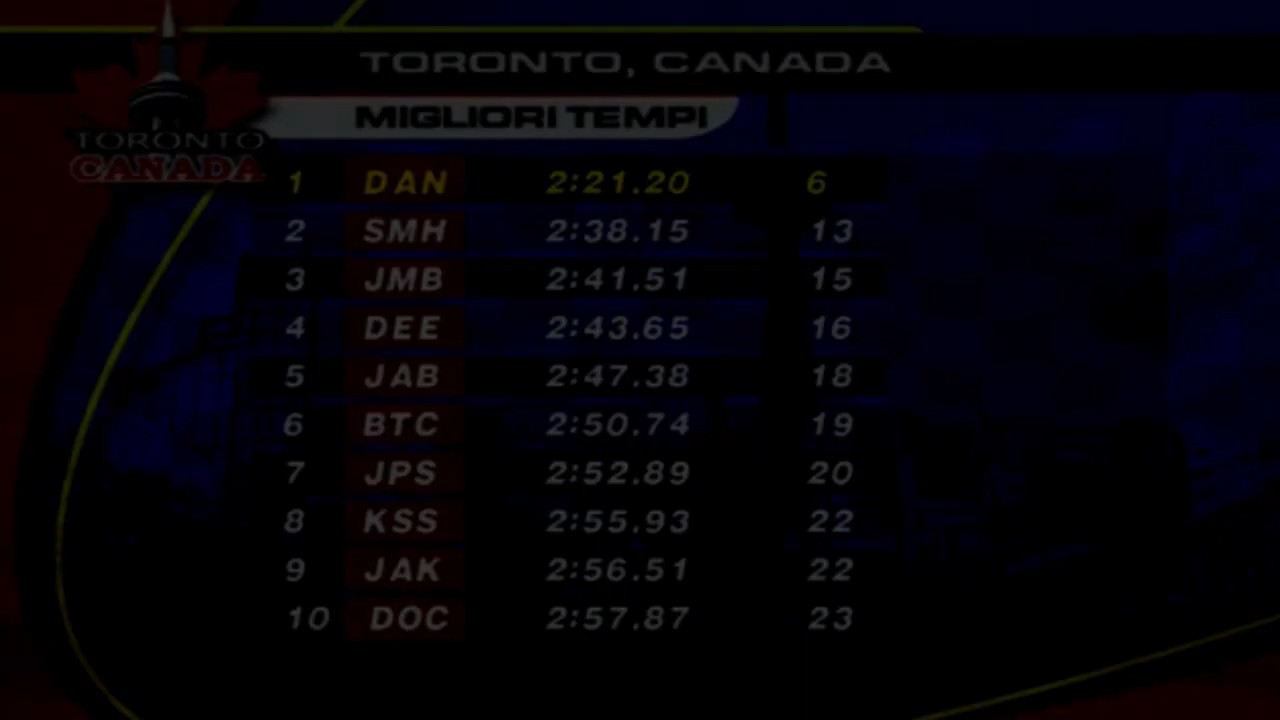 TORONTO, CANADA
MIGLIORI TEMPI
TORONTO
CANADA
1 DAN 2:21.20 6
2 SMH 2:38.15 13
3 JMB 2:41.51 15
4 DEE 2:43.65 16
5 JAB 2:47.38 18
6 BTC 2:50.74 19
7 JPS 2:52.89 20
8 KSS 2:55.93 22
9 JAK 2:56.51 22
10 DOC 2:57.87 23